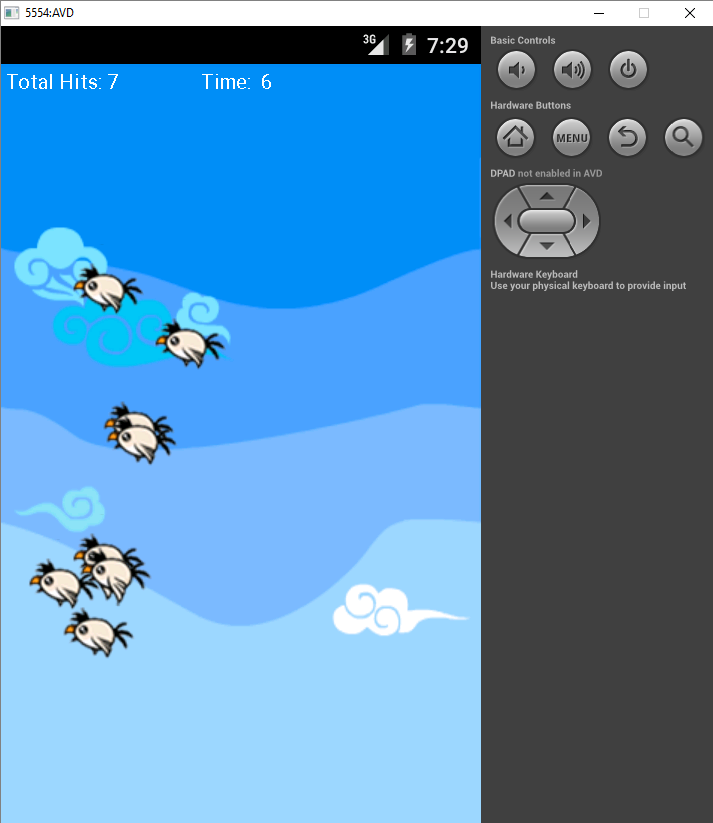 5554:AVD
3G 7:29
Total Hits: 7 Time: 6
Basic Controls
Hardware Buttons
MENU
DPAD not enabled in AVD
Hardware Keyboard
Use your physical keyboard to provide input